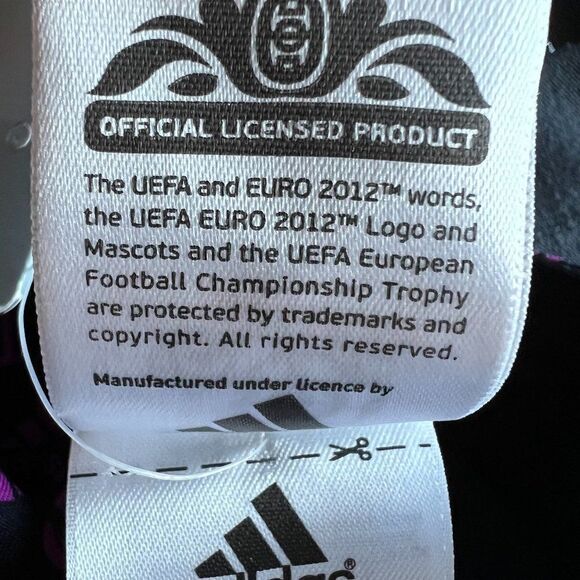 OFFICIAL LICENSED PRODUCT
The UEFA and EURO 2012™ words,
the UEFA EURO 2012™ Logo and
Mascots and the UEFA European
Football Championship Trophy
are protected by trademarks and
copyright. All rights reserved.
Manufactured under licence by
adidas®